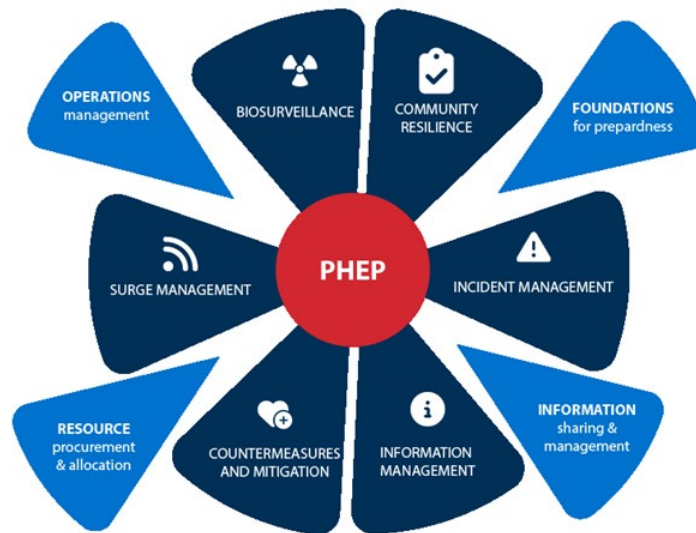 OPERATIONS
management
BIOSURVEILLANCE
COMMUNITY
RESILIENCE
FOUNDATIONS
for prepardness
SURGE MANAGEMENT
PHEP
INCIDENT MANAGEMENT
RESOURCE
procurement
& allocation
COUNTERMEASURES
AND MITIGATION
INFORMATION
MANAGEMENT
INFORMATION
sharing &
management